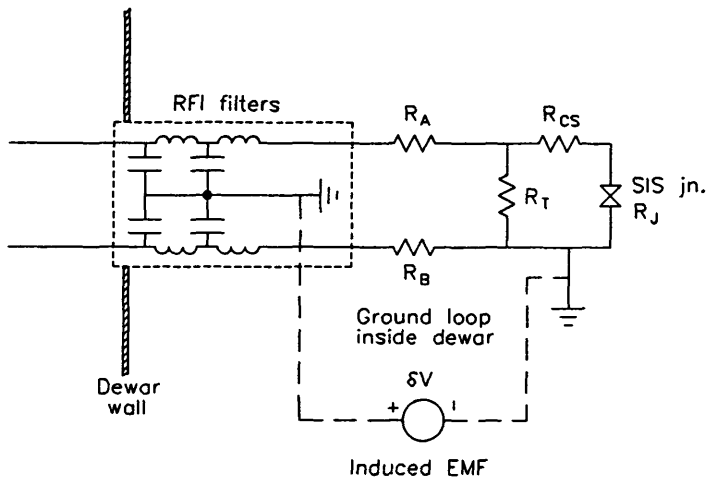 RFI filters
R_A
R_CS
R_T
SIS jn.
R_J
R_B
Ground loop
inside dewar
Dewar
wall
δV
+
-
Induced EMF